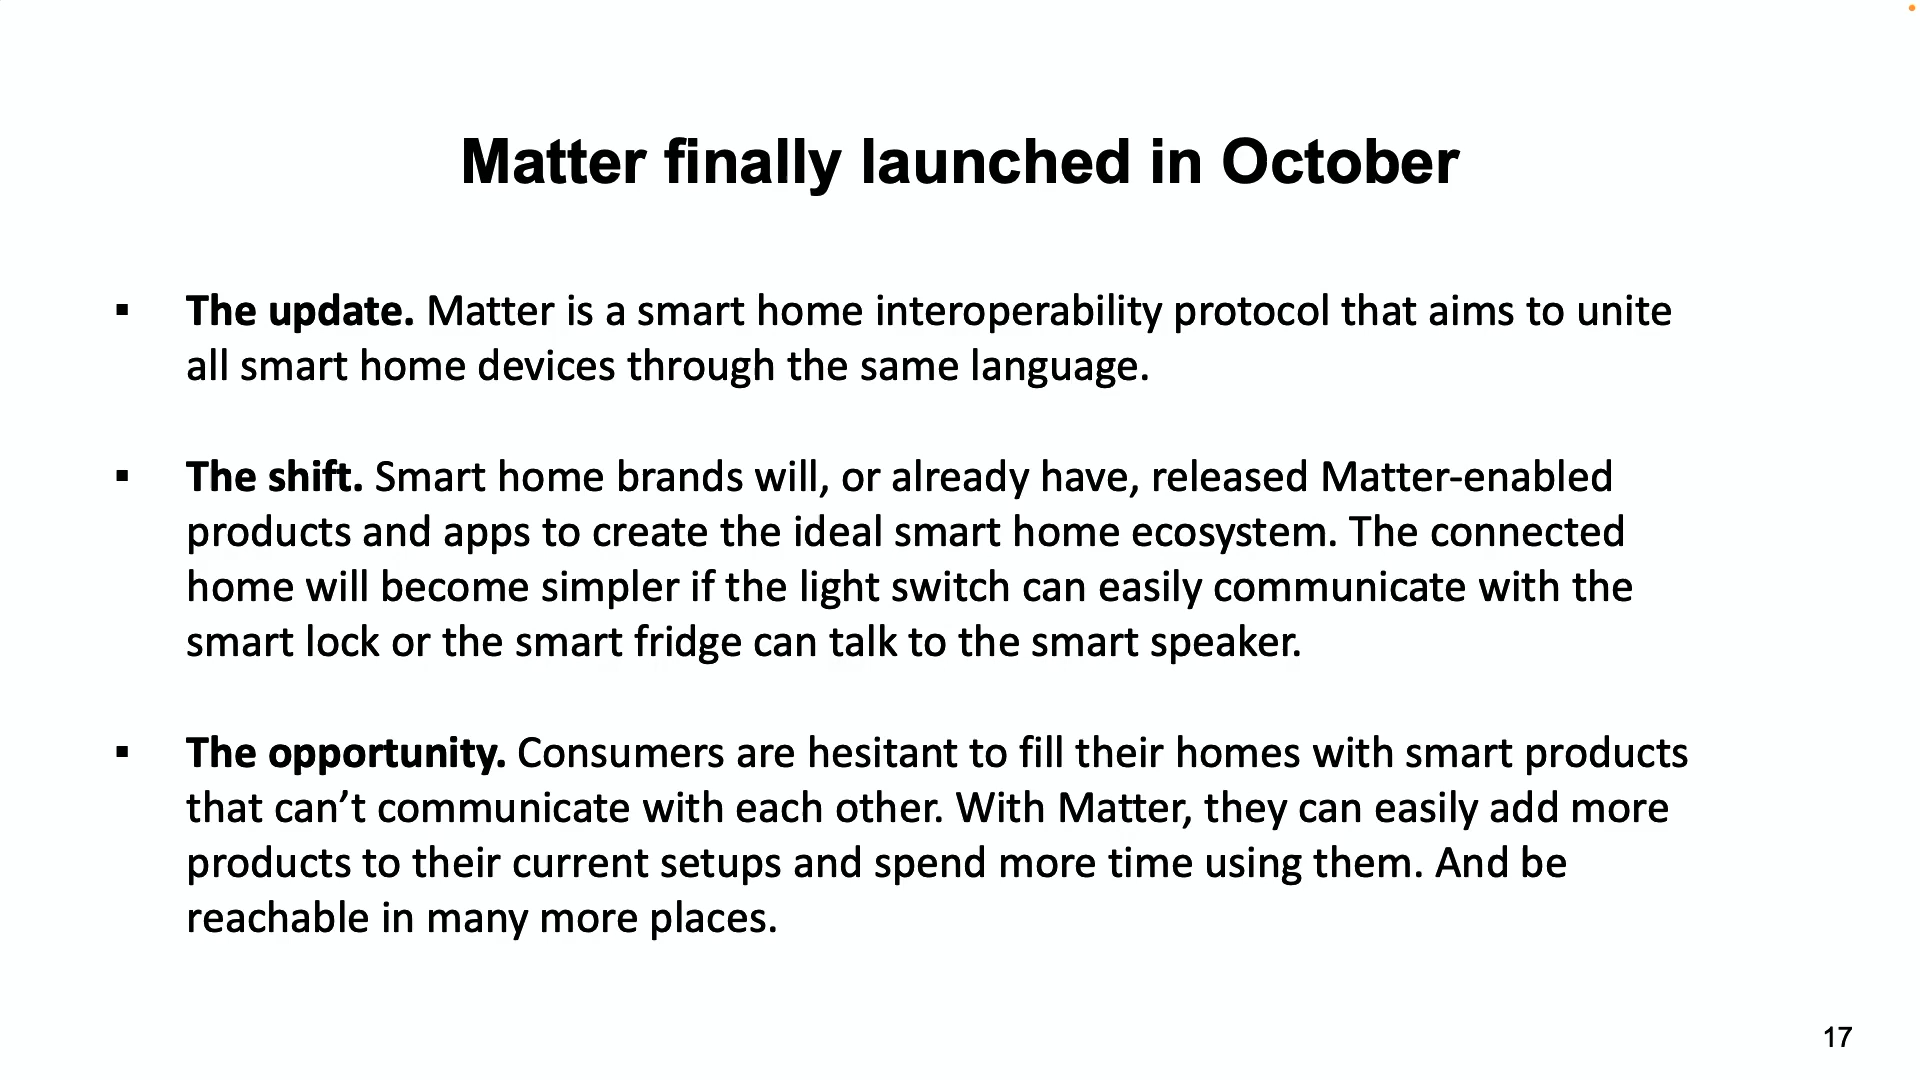 Matter finally launched in October
▪ The update. Matter is a smart home interoperability protocol that aims to unite
all smart home devices through the same language.
▪ The shift. Smart home brands will, or already have, released Matter-enabled
products and apps to create the ideal smart home ecosystem. The connected
home will become simpler if the light switch can easily communicate with the
smart lock or the smart fridge can talk to the smart speaker.
▪ The opportunity. Consumers are hesitant to fill their homes with smart products
that can’t communicate with each other. With Matter, they can easily add more
products to their current setups and spend more time using them. And be
reachable in many more places.
17